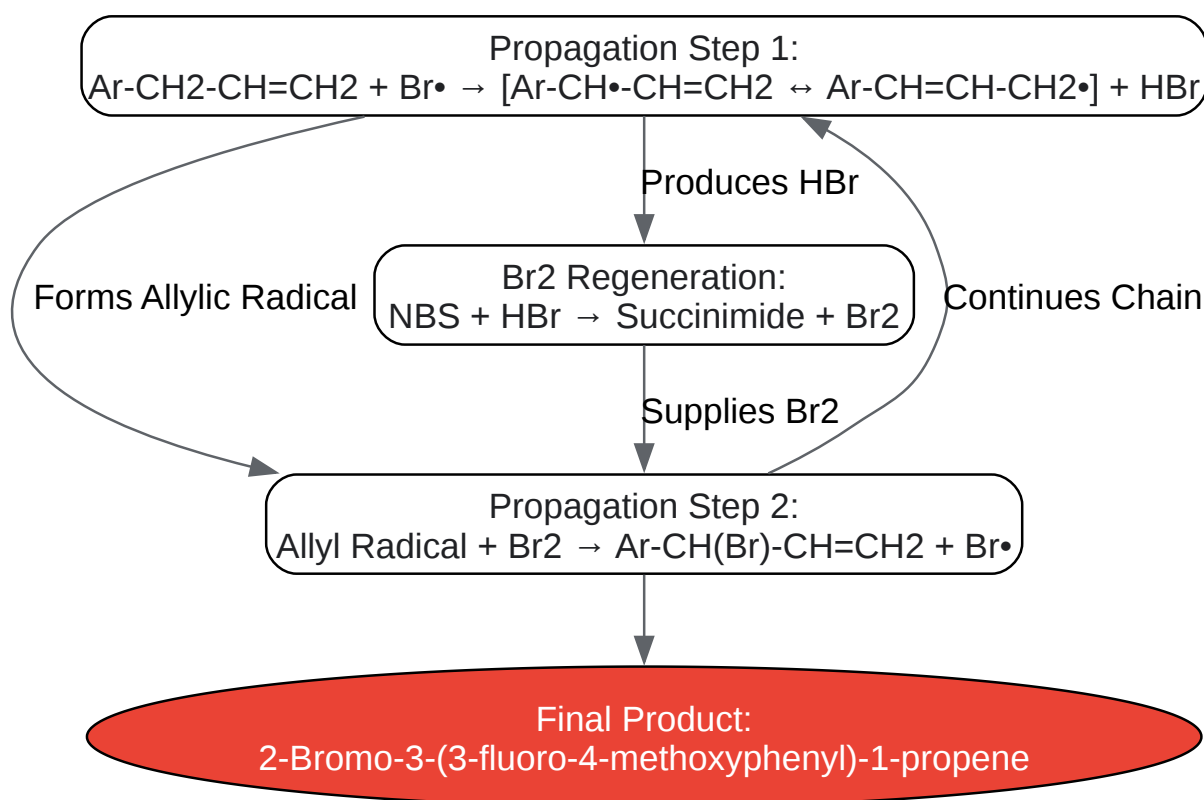 Propagation Step 1:
Ar-CH2-CH=CH2 + Br• → [Ar-CH•-CH=CH2 ↔ Ar-CH=CH-CH2•] + HBr
Produces HBr
Forms Allylic Radical
Br2 Regeneration:
NBS + HBr → Succinimide + Br2
Continues Chain
Supplies Br2
Propagation Step 2:
Allyl Radical + Br2 → Ar-CH(Br)-CH=CH2 + Br•
Final Product:
2-Bromo-3-(3-fluoro-4-methoxyphenyl)-1-propene